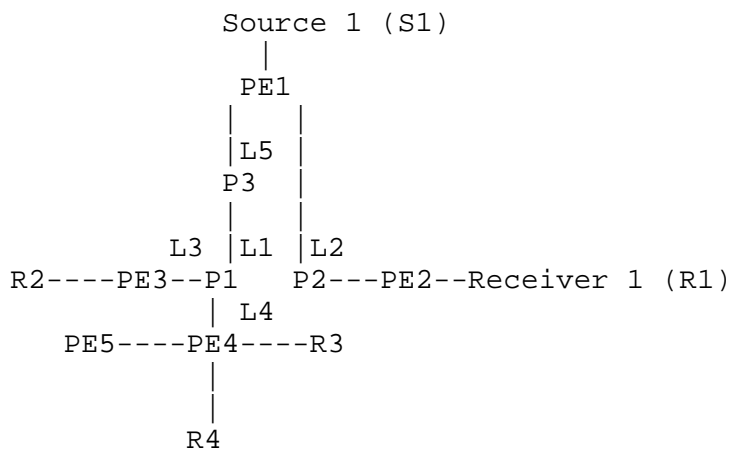 Source 1 (S1)
PE1
L5
P3
L3 L1 L2
R2----PE3--P1 P2---PE2--Receiver 1 (R1)
L4
PE5----PE4----R3
R4